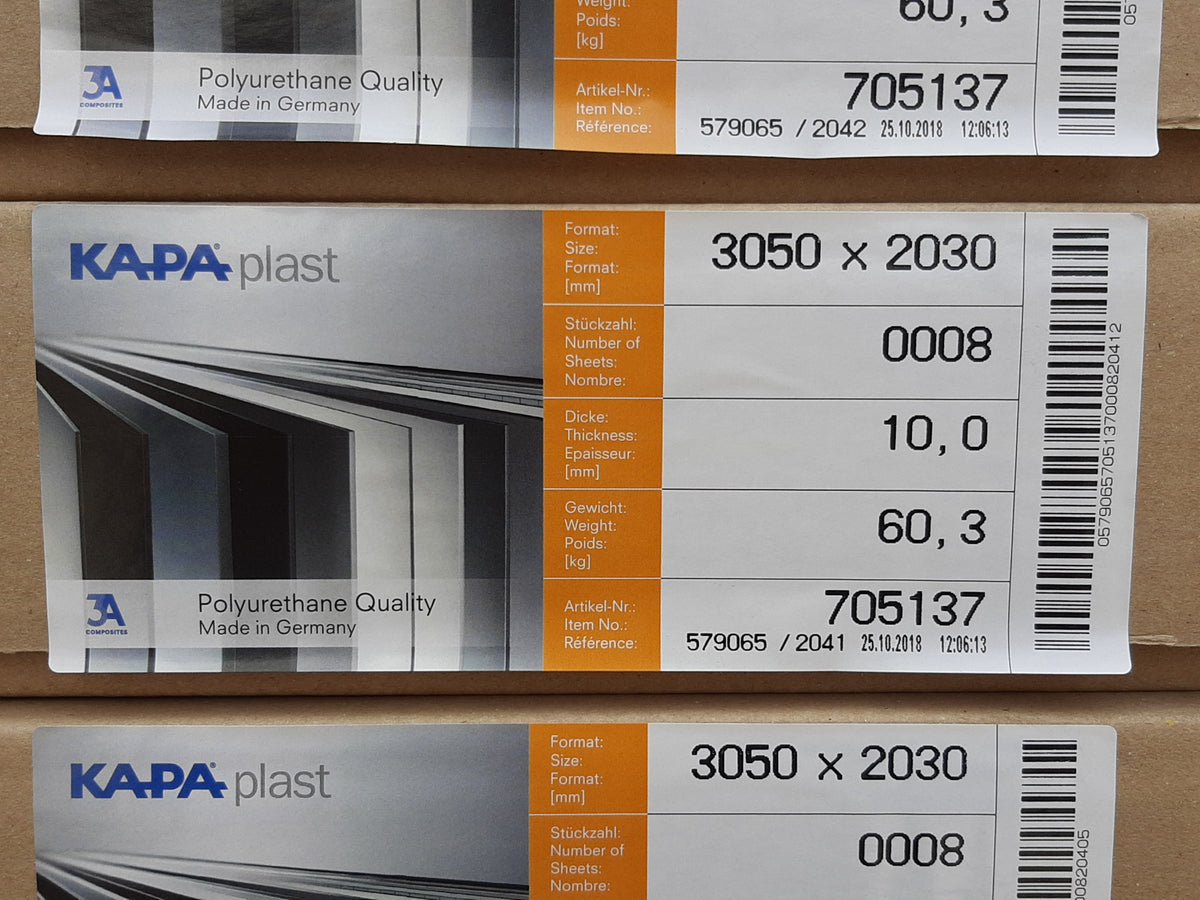 Weight:
Poids:
[kg]
60,3
3A
COMPOSITES
Polyurethane Quality
Made in Germany
Artikel-Nr.:
Item No.:
Référence:
705137
579065 / 2042 25.10.2018 12:06:13
KAPA® plast
Format:
Size:
Format:
[mm]
3050 x 2030
Stückzahl:
Number of
Sheets:
Nombre:
0008
Dicke:
Thickness:
Epaisseur:
[mm]
10,0
Gewicht:
Weight:
Poids:
[kg]
60,3
3A
COMPOSITES
Polyurethane Quality
Made in Germany
Artikel-Nr.:
Item No.:
Référence:
705137
579065 / 2041 25.10.2018 12:06:13
0579065705137000820412
KAPA® plast
Format:
Size:
Format:
[mm]
3050 x 2030
Stückzahl:
Number of
Sheets:
Nombre:
0008